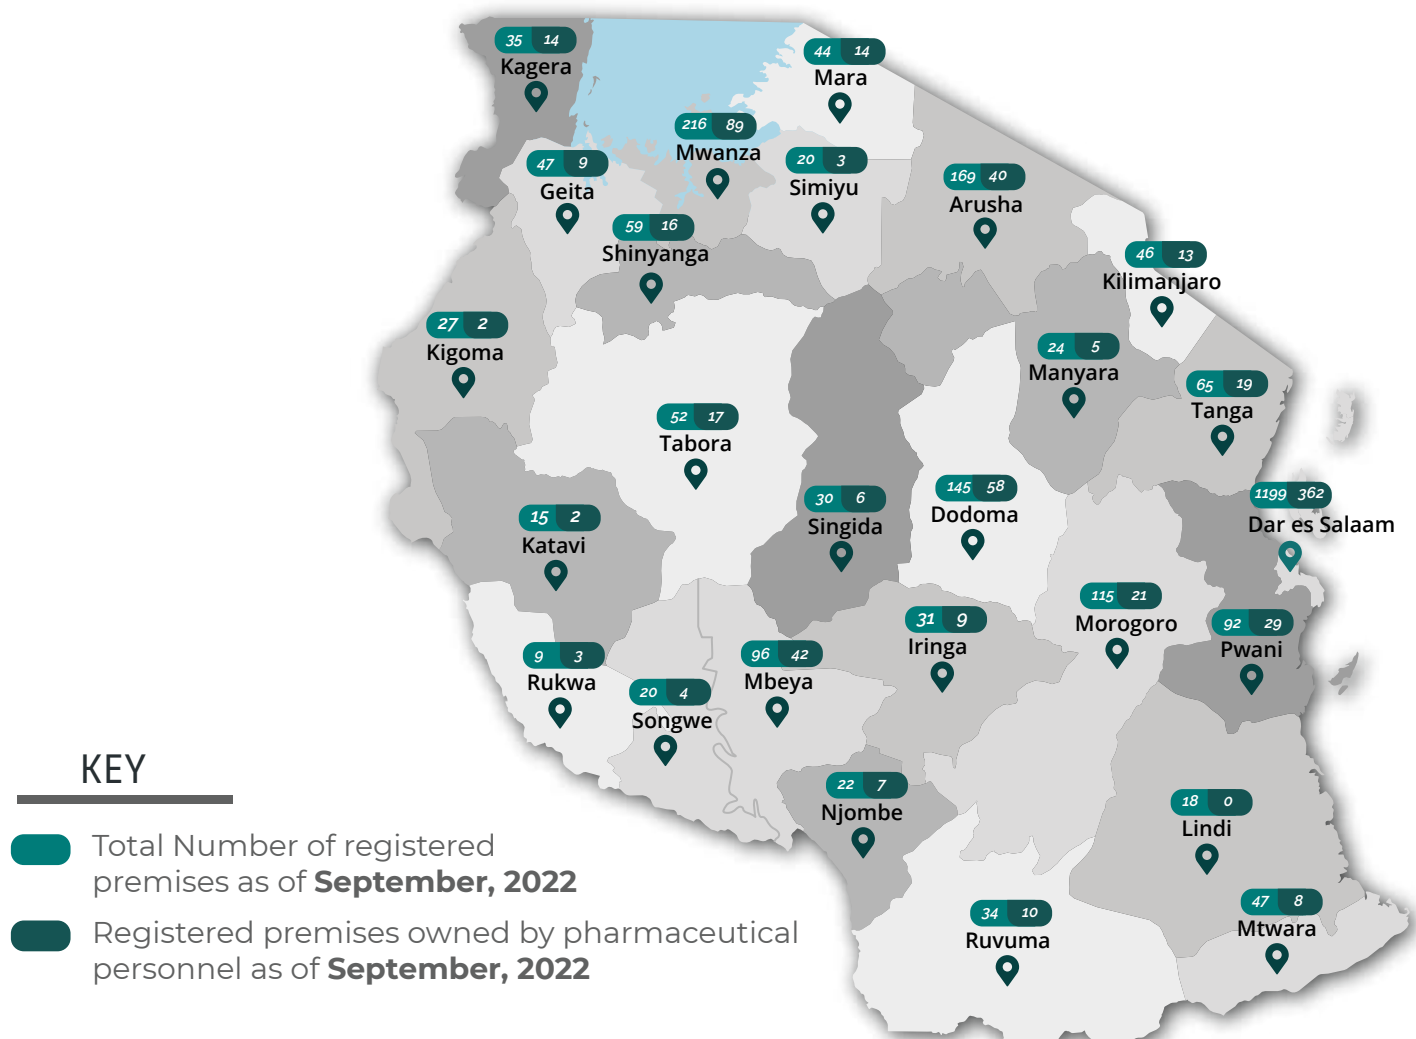 35 14
Kagera
44 14
Mara
216 89
Mwanza
47 9
Geita
20 3
Simiyu
169 40
Arusha
59 16
Shinyanga
46 13
Kilimanjaro
27 2
Kigoma
24 5
Manyara
65 19
Tanga
52 17
Tabora
30 6
Singida
145 58
Dodoma
1199 362
Dar es Salaam
15 2
Katavi
115 21
Morogoro
31 9
Iringa
92 29
Pwani
9 3
Rukwa
96 42
Mbeya
20 4
Songwe
22 7
Njombe
18 0
Lindi
47 8
Mtwara
34 10
Ruvuma
KEY
Total Number of registered
premises as of September, 2022
Registered premises owned by pharmaceutical
personnel as of September, 2022